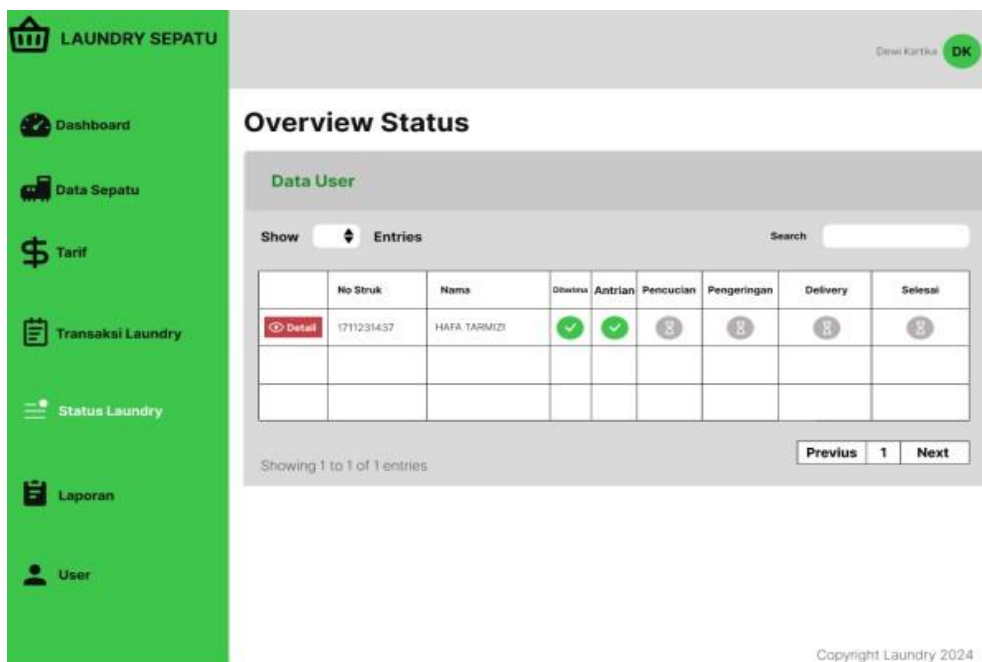 LAUNDRY SEPATU
Dewi Kartika DK
Dashboard
Data Sepatu
Tarif
Transaksi Laundry
Status Laundry
Laporan
User
Overview Status
Data User
Show Entries Search
No Struk Nama Diterima Antrian Pencucian Pengeringan Delivery Selesai
Detail 1711231437 HAFA TARMIZI
Showing 1 to 1 of 1 entries
Previus 1 Next
Copyright Laundry 2024